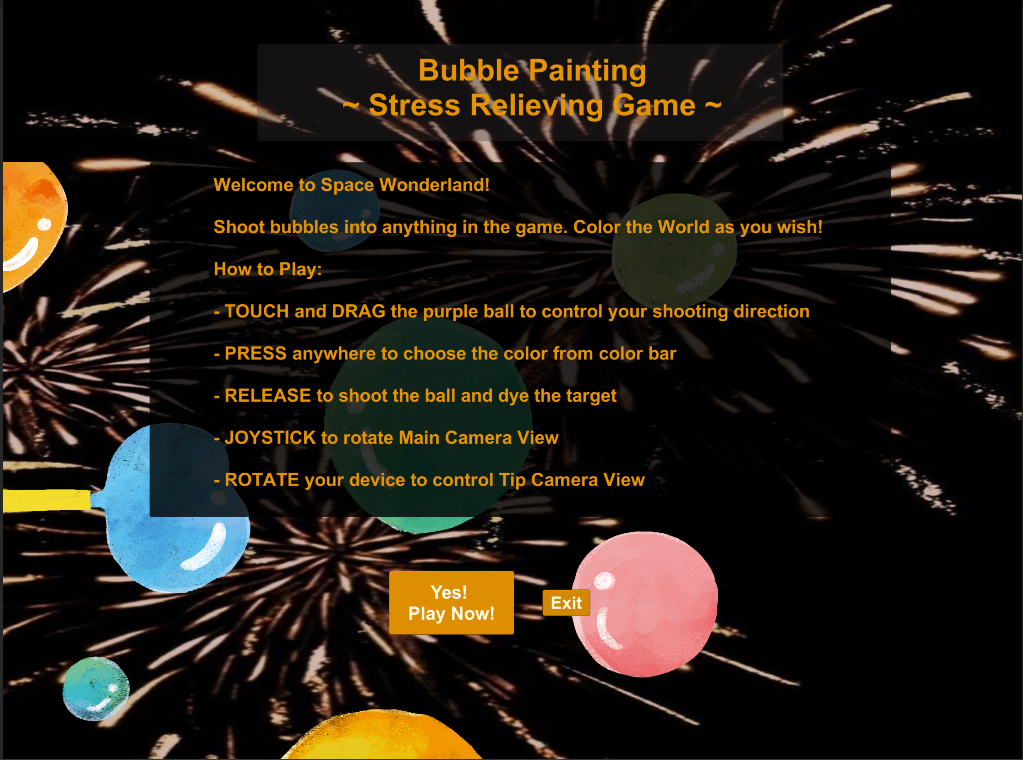 Bubble Painting
~ Stress Relieving Game ~
Welcome to Space Wonderland!
Shoot bubbles into anything in the game. Color the World as you wish!
How to Play:
- TOUCH and DRAG the purple ball to control your shooting direction
- PRESS anywhere to choose the color from color bar
- RELEASE to shoot the ball and dye the target
- JOYSTICK to rotate Main Camera View
- ROTATE your device to control Tip Camera View
Yes!
Play Now!
Exit